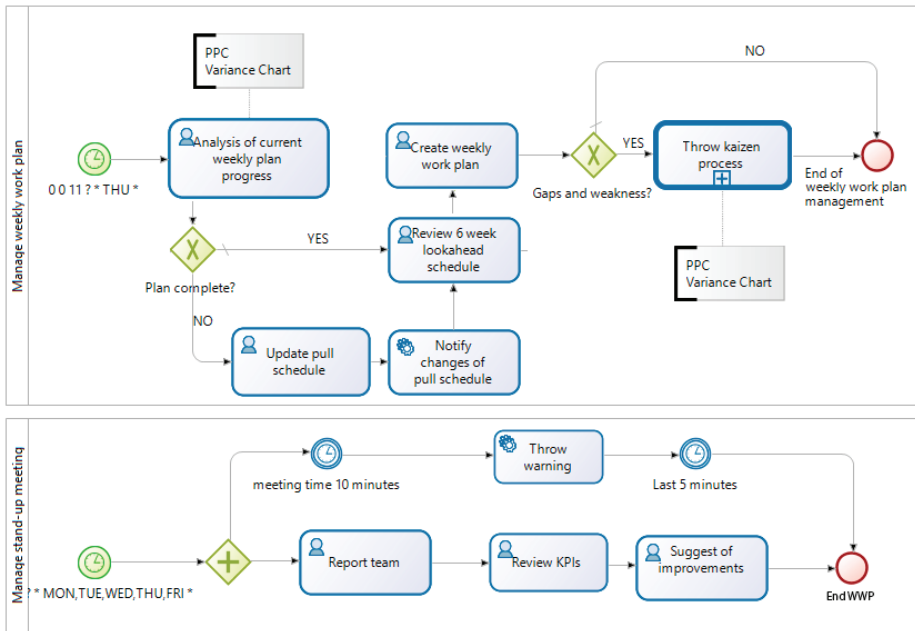 Manage weekly work plan
PPC
Variance Chart
NO
Analysis of current
weekly plan
progress
0 0 11 ? * THU *
Create weekly
work plan
YES
Gaps and weakness?
Throw kaizen
process
End of
weekly work plan
management
YES
Review 6 week
lookahead
schedule
Plan complete?
PPC
Variance Chart
NO
Update pull
schedule
Notify
changes of
pull schedule
Manage stand-up meeting
meeting time 10 minutes
Throw
warning
Last 5 minutes
Report team
Review KPIs
Suggest of
improvements
? * MON,TUE,WED,THU,FRI *
End WWP